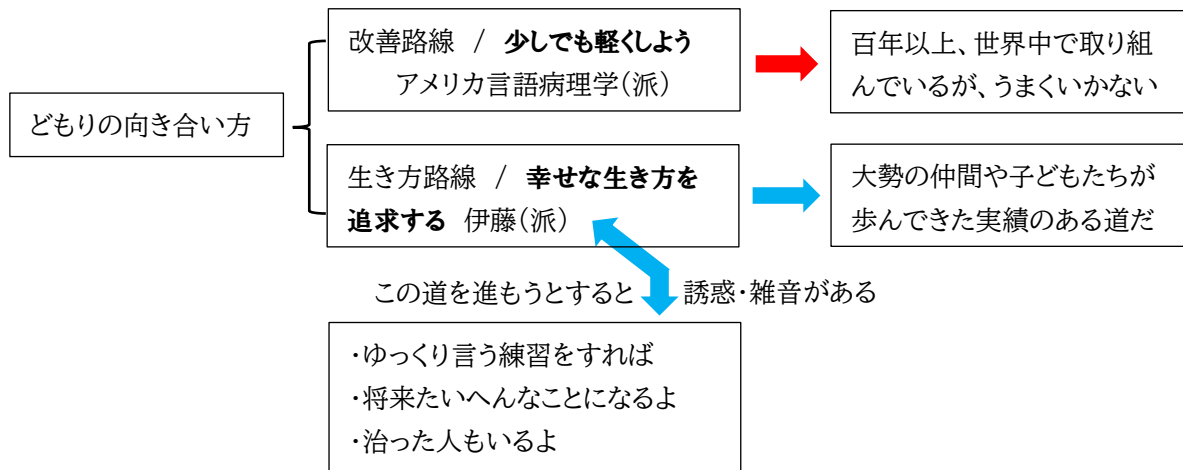 どもりの向き合い方
改善路線 / 少しでも軽くしよう
アメリカ言語病理学(派)
百年以上、世界中で取り組
んでいるが、うまくいかない
生き方路線 / 幸せな生き方を
追求する 伊藤(派)
大勢の仲間や子どもたちが
歩んできた実績のある道だ
この道を進もうとすると 誘惑・雑音がある
・ゆっくり言う練習をすれば
・将来たいへんなことになるよ
・治った人もいるよ